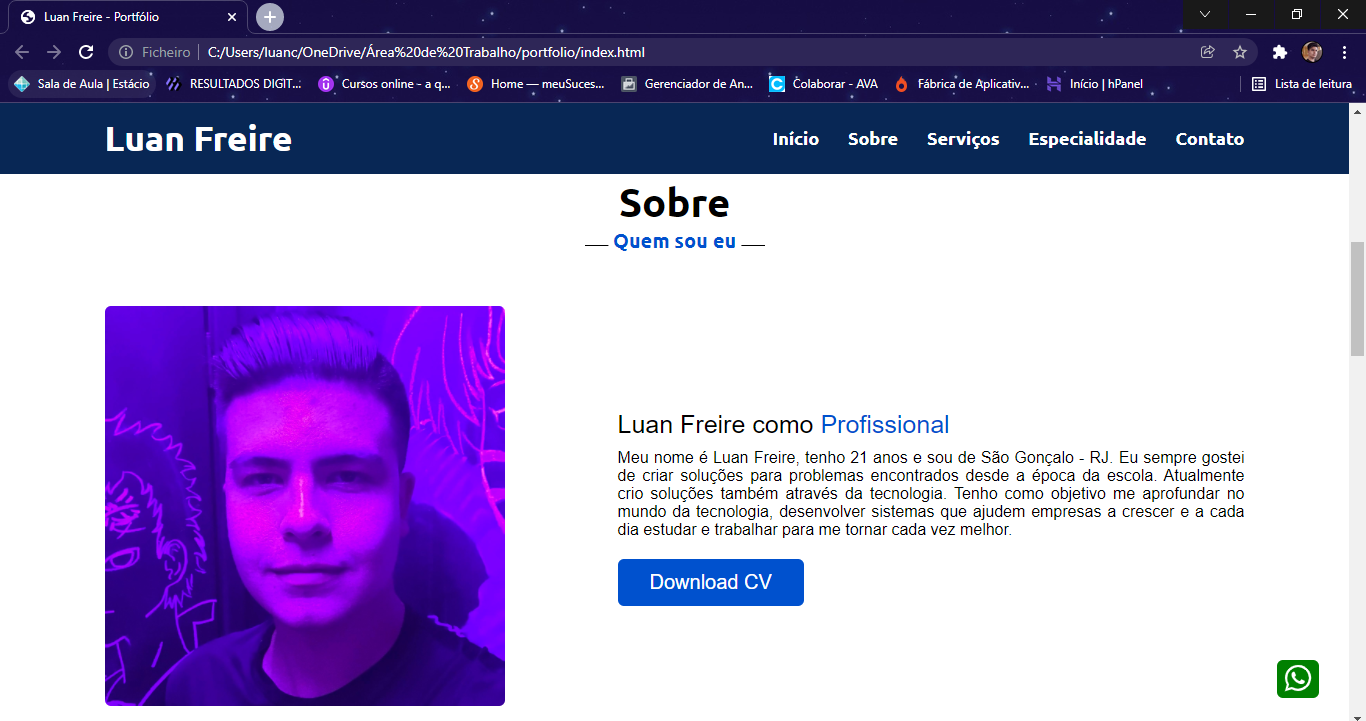 Luan Freire - Portfólio
Ficheiro
C:/Users/luanc/OneDrive/Área%20de%20Trabalho/portfolio/index.html
Sala de Aula | Estácio
RESULTADOS DIGIT...
Cursos online - a q...
Home — meuSuces...
Gerenciador de An...
Colaborar - AVA
Fábrica de Aplicativ...
Início | hPanel
Lista de leitura
Luan Freire
Início
Sobre
Serviços
Especialidade
Contato
Sobre
Quem sou eu
Luan Freire como Profissional
Meu nome é Luan Freire, tenho 21 anos e sou de São Gonçalo - RJ. Eu sempre gostei
de criar soluções para problemas encontrados desde a época da escola. Atualmente
crio soluções também através da tecnologia. Tenho como objetivo me aprofundar no
mundo da tecnologia, desenvolver sistemas que ajudem empresas a crescer e a cada
dia estudar e trabalhar para me tornar cada vez melhor.
Download CV